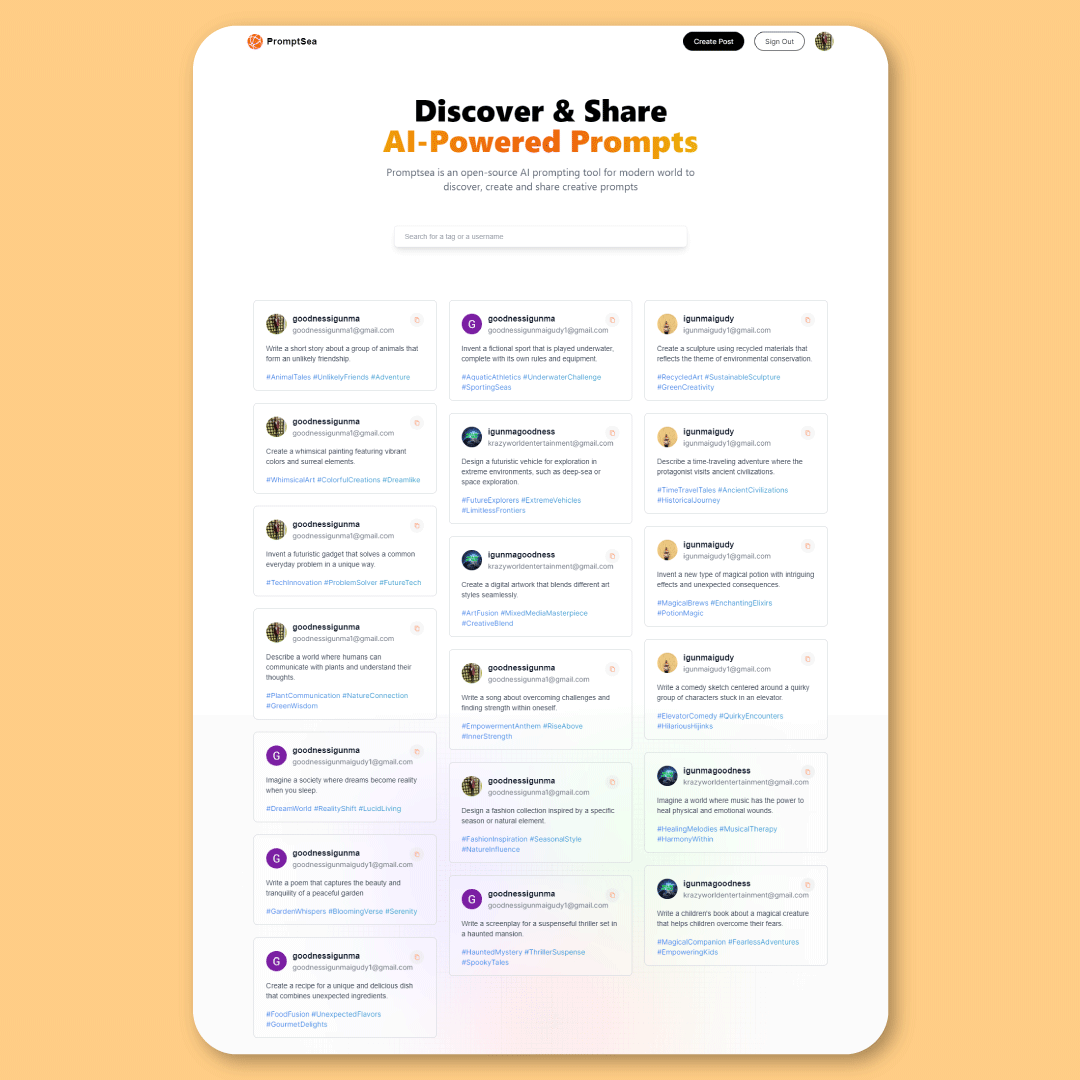 PromptSea
Create Post
Sign Out
Discover & Share
AI-Powered Prompts
Promptsea is an open-source AI prompting tool for modern world to
discover, create and share creative prompts
Search for a tag or a username
goodnessigunma
goodnessigunma1@gmail.com
Write a short story about a group of animals that
form an unlikely friendship.
#AnimalTales #UnlikelyFriends #Adventure
goodnessigunma
goodnessigunma1@gmail.com
Create a whimsical painting featuring vibrant
colors and surreal elements.
#WhimsicalArt #ColorfulCreations #Dreamlike
goodnessigunma
goodnessigunma1@gmail.com
Invent a futuristic gadget that solves a common
everyday problem in a unique way.
#TechInnovation #ProblemSolver #FutureTech
goodnessigunma
goodnessigunma1@gmail.com
Describe a world where humans can
communicate with plants and understand their
thoughts.
#PlantCommunication #NatureConnection
#GreenWisdom
G
goodnessigunma
goodnessigunmaigudy1@gmail.com
Imagine a society where dreams become reality
when you sleep.
#DreamWorld #RealityShift #LucidLiving
G
goodnessigunma
goodnessigunmaigudy1@gmail.com
Write a poem that captures the beauty and
tranquility of a peaceful garden
#GardenWhispers #BloomingVerse #Serenity
G
goodnessigunma
goodnessigunmaigudy1@gmail.com
Create a recipe for a unique and delicious dish
that combines unexpected ingredients.
#FoodFusion #UnexpectedFlavors
#GourmetDelights
G
goodnessigunma
goodnessigunmaigudy1@gmail.com
Invent a fictional sport that is played underwater,
complete with its own rules and equipment.
#AquaticAthletics #UnderwaterChallenge
#SportingSeas
igunmagoodness
krazyworldentertainment@gmail.com
Design a futuristic vehicle for exploration in
extreme environments, such as deep-sea or
space exploration.
#FutureExplorers #ExtremeVehicles
#LimitlessFrontiers
igunmagoodness
krazyworldentertainment@gmail.com
Create a digital artwork that blends different art
styles seamlessly.
#ArtFusion #MixedMediaMasterpiece
#CreativeBlend
goodnessigunma
goodnessigunma1@gmail.com
Write a song about overcoming challenges and
finding strength within oneself.
#EmpowermentAnthem #RiseAbove
#InnerStrength
goodnessigunma
goodnessigunma1@gmail.com
Design a fashion collection inspired by a specific
season or natural element.
#FashionInspiration #SeasonalStyle
#NatureInfluence
G
goodnessigunma
goodnessigunmaigudy1@gmail.com
Write a screenplay for a suspenseful thriller set in
a haunted mansion.
#HauntedMystery #ThrillerSuspense
#SpookyTales
igunmaigudy
igunmaigudy1@gmail.com
Create a sculpture using recycled materials that
reflects the theme of environmental conservation.
#RecycledArt #SustainableSculpture
#GreenCreativity
igunmaigudy
igunmaigudy1@gmail.com
Describe a time-traveling adventure where the
protagonist visits ancient civilizations.
#TimeTravelTales #AncientCivilizations
#HistoricalJourney
igunmaigudy
igunmaigudy1@gmail.com
Invent a new type of magical potion with intriguing
effects and unexpected consequences.
#MagicalBrews #EnchantingElixirs
#PotionMagic
igunmaigudy
igunmaigudy1@gmail.com
Write a comedy sketch centered around a quirky
group of characters stuck in an elevator.
#ElevatorComedy #QuirkyEncounters
#HilariousHijinks
igunmagoodness
krazyworldentertainment@gmail.com
Imagine a world where music has the power to
heal physical and emotional wounds.
#HealingMelodies #MusicalTherapy
#HarmonyWithin
igunmagoodness
krazyworldentertainment@gmail.com
Write a children's book about a magical creature
that helps children overcome their fears.
#MagicalCompanion #FearlessAdventures
#EmpoweringKids